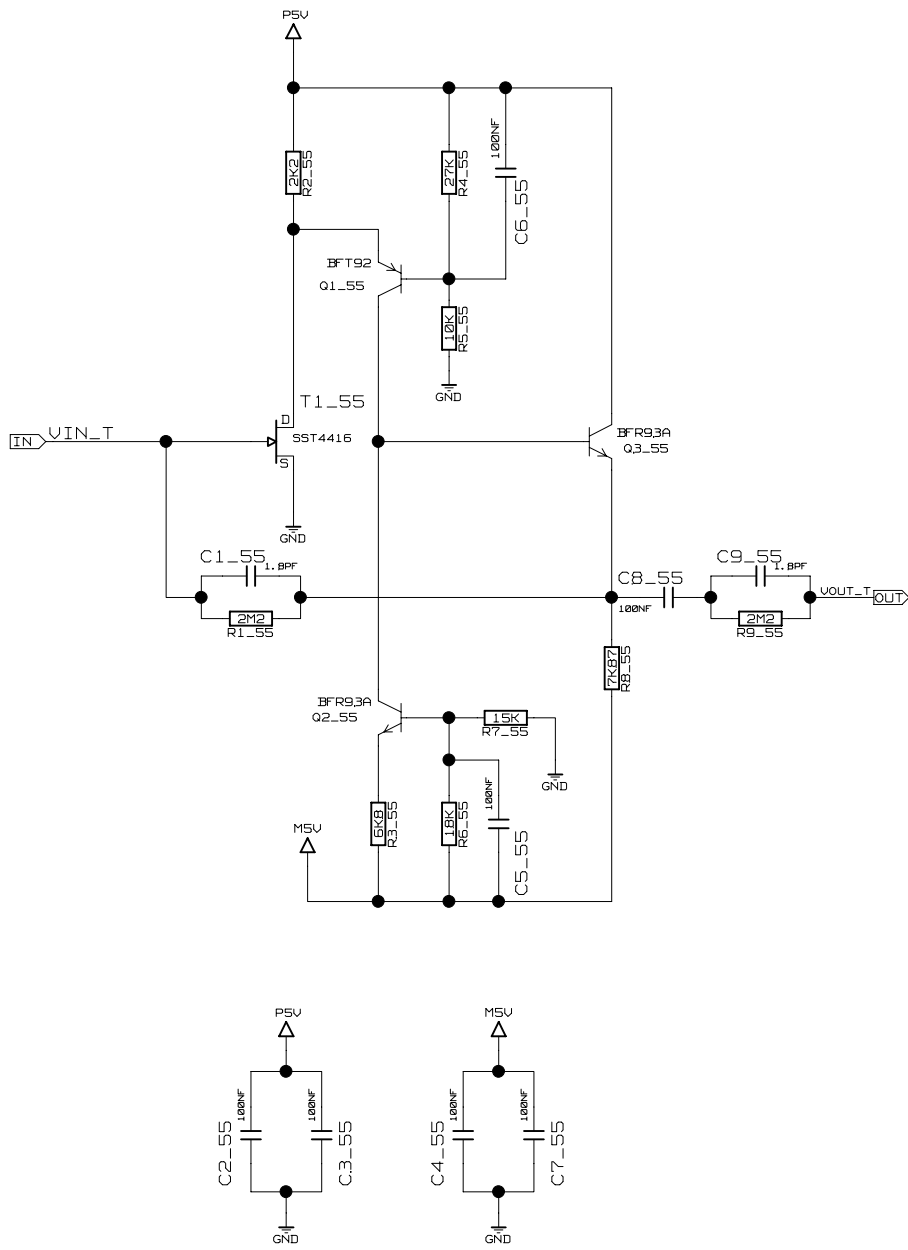 P5V
100NF
2K2
R2_55
27K
R4_55
C6_55
BFT92
Q1_55
10K
R5_55
GND
T1_55
D
SST4416
S
IN
VIN_T
BFR93A
Q3_55
GND
C1_55
1.8PF
2M2
R1_55
C8_55
100NF
C9_55
1.8PF
2M2
R9_55
VOUT_T
OUT
7K87
R8_55
BFR93A
Q2_55
15K
R7_55
GND
100NF
M5V
6K8
R3_55
18K
R6_55
C5_55
P5V
M5V
100NF
100NF
100NF
100NF
C2_55
C3_55
C4_55
C7_55
GND
GND